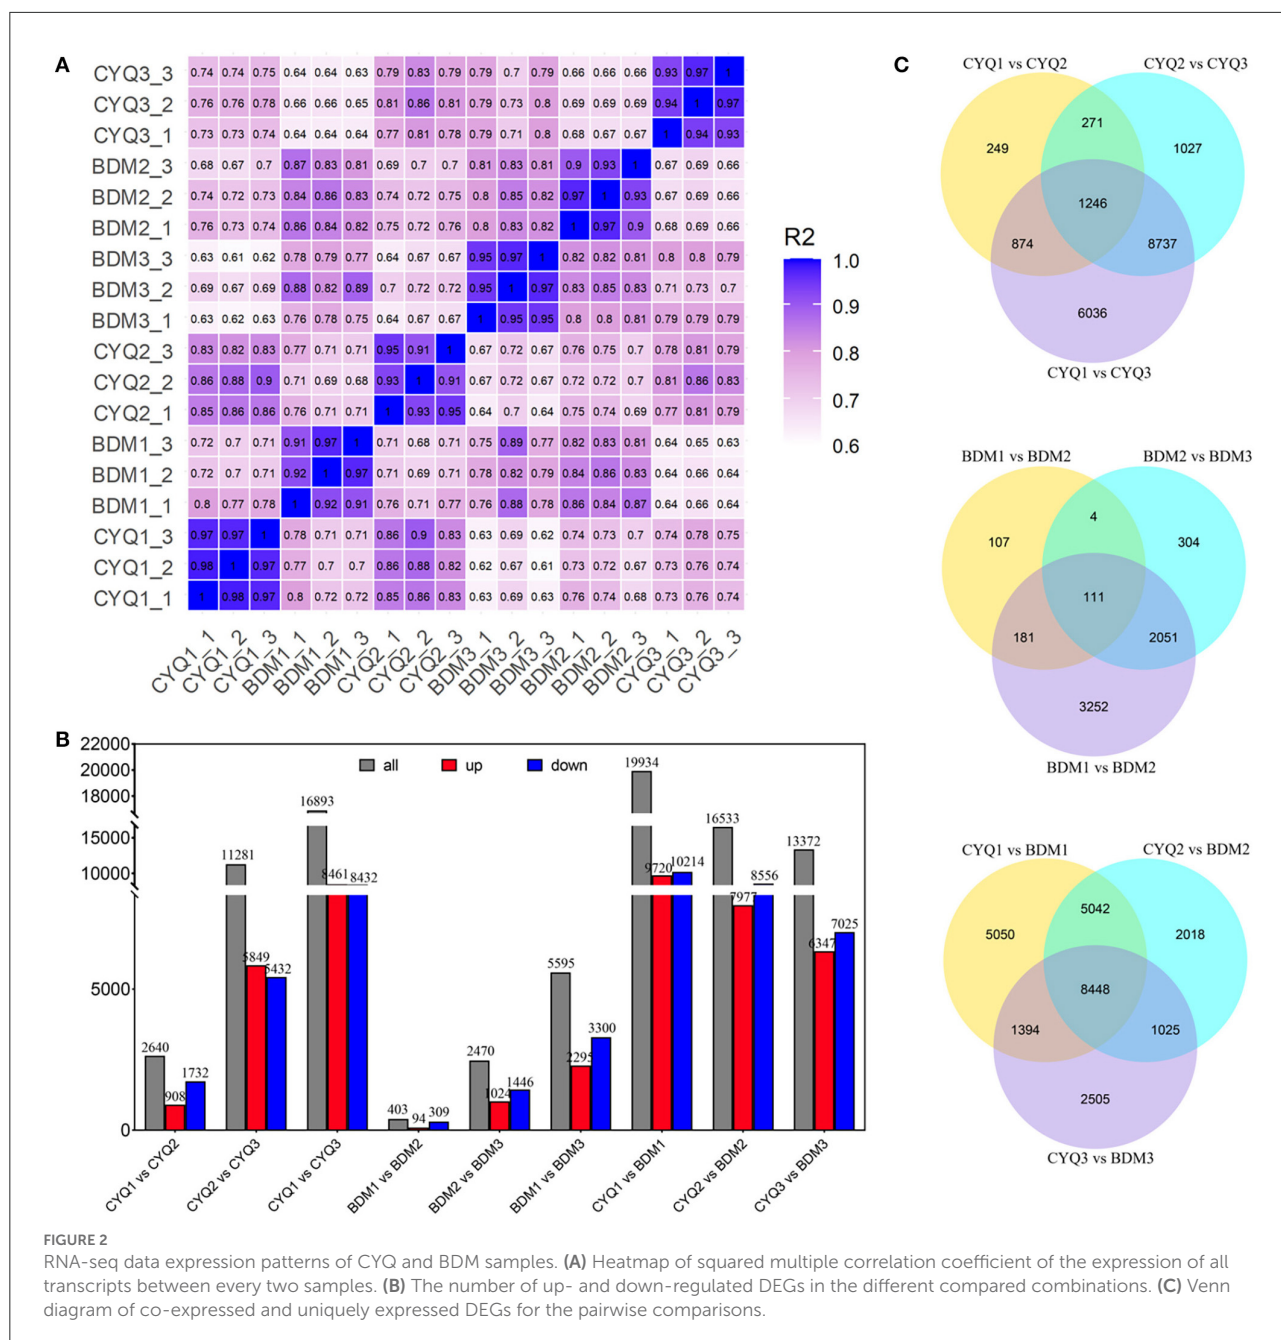 A
CYQ3_3 0.74 0.74 0.75 0.64 0.64 0.63 0.79 0.83 0.79 0.79 0.7 0.79 0.66 0.66 0.66 0.93 0.97 1
CYQ3_2 0.76 0.76 0.78 0.66 0.66 0.65 0.81 0.86 0.81 0.79 0.73 0.8 0.69 0.69 0.69 0.94 1 0.97
CYQ3_1 0.73 0.73 0.74 0.64 0.64 0.64 0.77 0.81 0.78 0.79 0.71 0.8 0.68 0.67 0.67 1 0.94 0.93
BDM2_3 0.68 0.67 0.7 0.87 0.83 0.81 0.69 0.7 0.7 0.81 0.83 0.81 0.9 0.93 1 0.67 0.69 0.66
BDM2_2 0.74 0.72 0.73 0.84 0.86 0.83 0.74 0.72 0.75 0.8 0.85 0.82 0.97 1 0.93 0.67 0.69 0.66
BDM2_1 0.76 0.73 0.74 0.86 0.84 0.82 0.75 0.72 0.76 0.8 0.83 0.82 1 0.97 0.9 0.68 0.69 0.66
BDM3_3 0.63 0.61 0.62 0.78 0.79 0.77 0.64 0.67 0.67 0.95 0.97 1 0.82 0.82 0.81 0.8 0.8 0.79
BDM3_2 0.69 0.67 0.69 0.88 0.82 0.89 0.7 0.72 0.72 0.95 1 0.97 0.83 0.85 0.83 0.71 0.73 0.7
BDM3_1 0.63 0.62 0.63 0.76 0.78 0.75 0.64 0.67 0.67 1 0.95 0.95 0.8 0.8 0.81 0.79 0.79 0.79
CYQ2_3 0.83 0.82 0.83 0.77 0.71 0.71 0.95 0.91 1 0.67 0.72 0.67 0.76 0.75 0.7 0.78 0.81 0.79
CYQ2_2 0.86 0.88 0.9 0.71 0.69 0.68 0.93 1 0.91 0.67 0.72 0.67 0.72 0.72 0.7 0.81 0.86 0.83
CYQ2_1 0.85 0.86 0.86 0.76 0.71 0.71 1 0.93 0.95 0.64 0.7 0.64 0.75 0.74 0.69 0.77 0.81 0.79
BDM1_3 0.72 0.7 0.71 0.91 0.97 1 0.71 0.68 0.71 0.75 0.89 0.77 0.82 0.83 0.81 0.64 0.65 0.63
BDM1_2 0.72 0.7 0.71 0.92 1 0.97 0.71 0.69 0.71 0.78 0.82 0.79 0.84 0.86 0.83 0.64 0.66 0.64
BDM1_1 0.8 0.77 0.78 1 0.92 0.91 0.76 0.71 0.77 0.76 0.88 0.78 0.86 0.84 0.87 0.64 0.66 0.64
CYQ1_3 0.97 0.97 1 0.78 0.71 0.71 0.86 0.9 0.83 0.63 0.69 0.62 0.74 0.73 0.7 0.74 0.78 0.75
CYQ1_2 0.98 1 0.97 0.77 0.7 0.7 0.86 0.88 0.82 0.62 0.67 0.61 0.73 0.72 0.67 0.73 0.76 0.74
CYQ1_1 1 0.98 0.97 0.8 0.72 0.72 0.85 0.86 0.83 0.63 0.69 0.63 0.76 0.74 0.68 0.73 0.76 0.74
CYQ1_1 CYQ1_2 CYQ1_3 BDM1_1 BDM1_2 BDM1_3 CYQ2_1 CYQ2_2 CYQ2_3 BDM3_1 BDM3_2 BDM3_3 BDM2_1 BDM2_2 BDM2_3 CYQ3_1 CYQ3_2 CYQ3_3
R2
1.0
0.9
0.8
0.7
0.6
B
22000
20000
18000
15000
10000
5000
0
all up down
2640 908 1732
11281 5849 5432
16893 8461 8432
403 94 309
2470 1024 1446
5595 2295 3300
19934 9720 10214
16533 7977 8556
13372 6347 7025
CYQ1 vs CYQ2
CYQ2 vs CYQ3
CYQ1 vs CYQ3
BDM1 vs BDM2
BDM2 vs BDM3
BDM1 vs BDM3
CYQ1 vs BDM1
CYQ2 vs BDM2
CYQ3 vs BDM3
C
CYQ1 vs CYQ2 CYQ2 vs CYQ3
271
249 1027
1246
874 8737
6036
CYQ1 vs CYQ3
BDM1 vs BDM2 BDM2 vs BDM3
4
107 304
111
181 2051
3252
BDM1 vs BDM2
CYQ1 vs BDM1 CYQ2 vs BDM2
5042
5050 2018
8448
1394 1025
2505
CYQ3 vs BDM3
FIGURE 2
RNA-seq data expression patterns of CYQ and BDM samples. (A) Heatmap of squared multiple correlation coefficient of the expression of all
transcripts between every two samples. (B) The number of up- and down-regulated DEGs in the different compared combinations. (C) Venn
diagram of co-expressed and uniquely expressed DEGs for the pairwise comparisons.